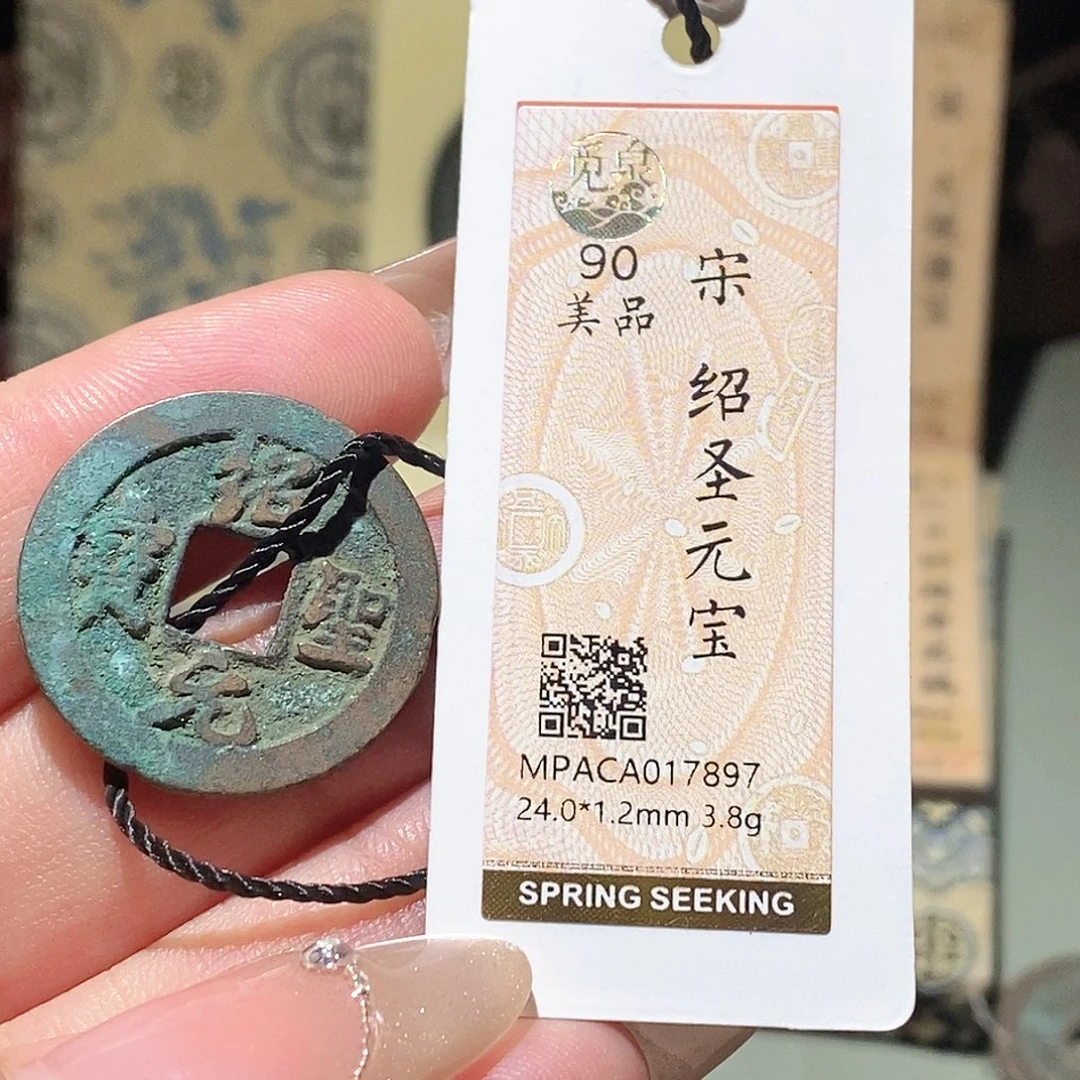 觅泉
90
美品
宋 绍圣元宝
MPACA017897
24.0*1.2mm 3.8g
SPRING SEEKING
紹聖元寳